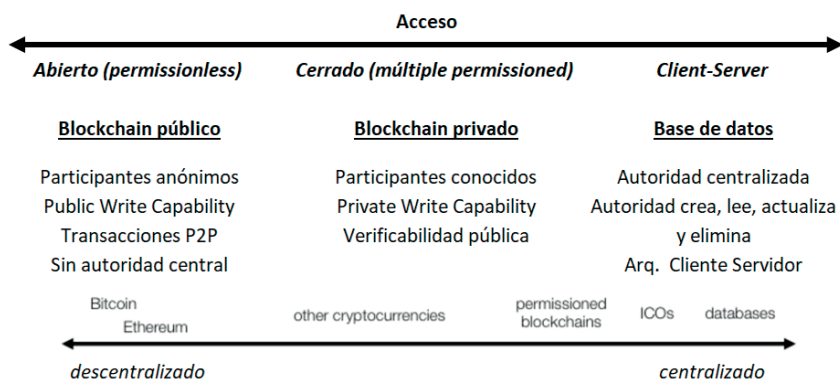 Acceso
Abierto (permissionless) Cerrado (múltiple permissioned) Client-Server
Blockchain público Blockchain privado Base de datos
Participantes anónimos Participantes conocidos Autoridad centralizada
Public Write Capability Private Write Capability Autoridad crea, lee, actualiza
Transacciones P2P Verificabilidad pública y elimina
Sin autoridad central Arq. Cliente Servidor
Bitcoin
Ethereum
other cryptocurrencies
permissioned
blockchains
ICOs databases
descentralizado centralizado